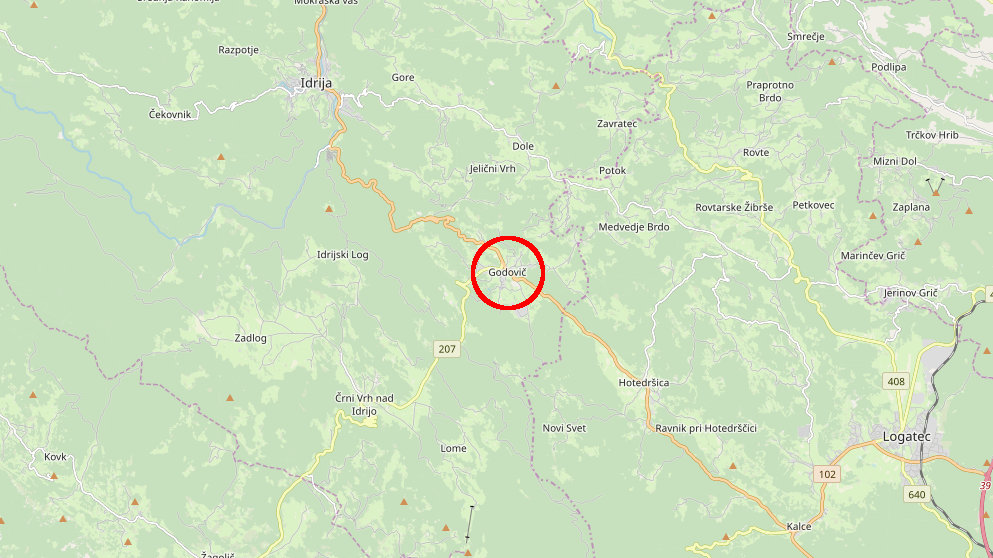 Mokraška vas
Razpotje
Idrija
Gore
Čekovnik
Smrečje
Podlipa
Praprotno
Brdo
Zavratec
Trčkov Hrib
Dole
Rovte
Mizni Dol
Jelični Vrh
Potok
Rovtarske Žibrše
Petkovec
Zaplana
Medvedje Brdo
Idrijski Log
Marinčev Grič
Godovič
Jerinov Grič
Zadlog
207
Hotedršica
408
Črni Vrh nad
Idrijo
Novi Svet
Ravnik pri Hotedrščici
Logatec
Lome
Kovk
102
640
39
Kalce